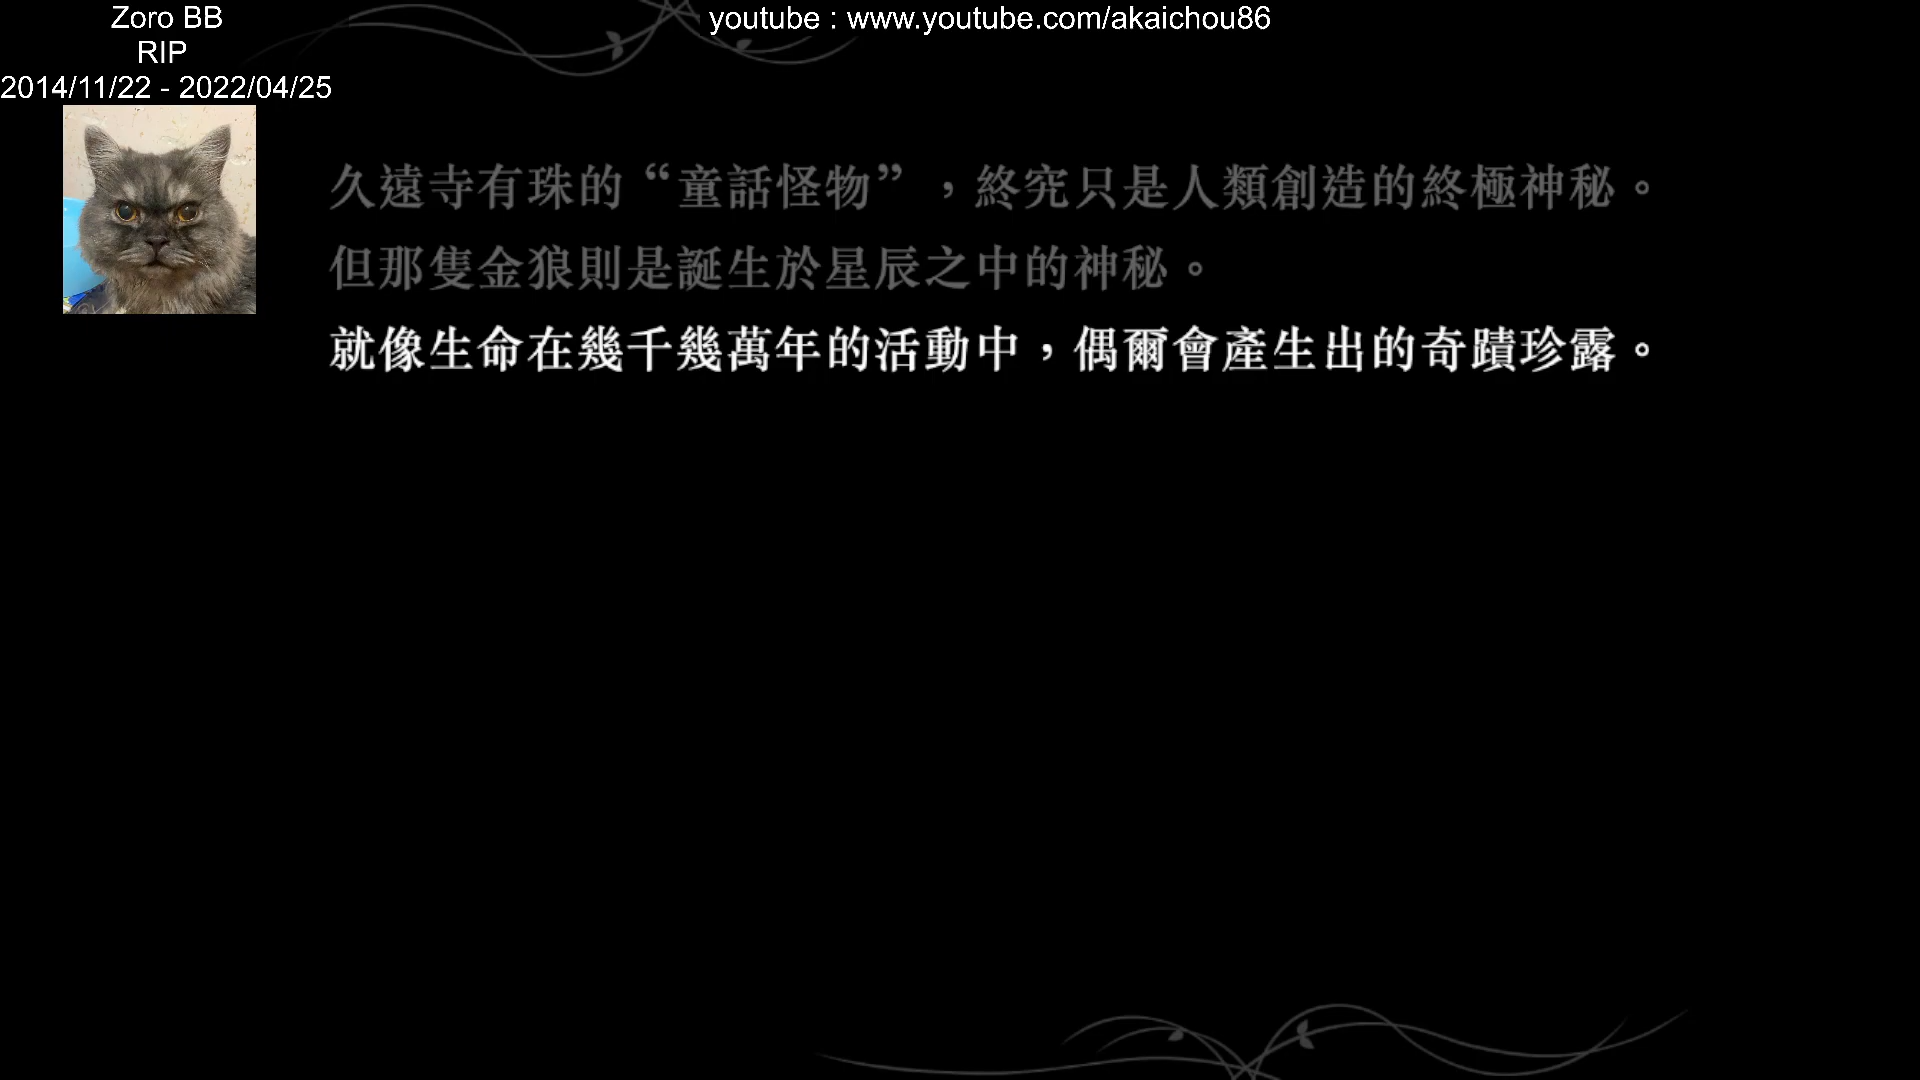 Zoro BB
RIP
2014/11/22 - 2022/04/25
youtube : www.youtube.com/akaichou86
久遠寺有珠的“童話怪物”，終究只是人類創造的終極神秘。
但那隻金狼則是誕生於星辰之中的神秘。
就像生命在幾千幾萬年的活動中，偶爾會產生出的奇蹟珍露。